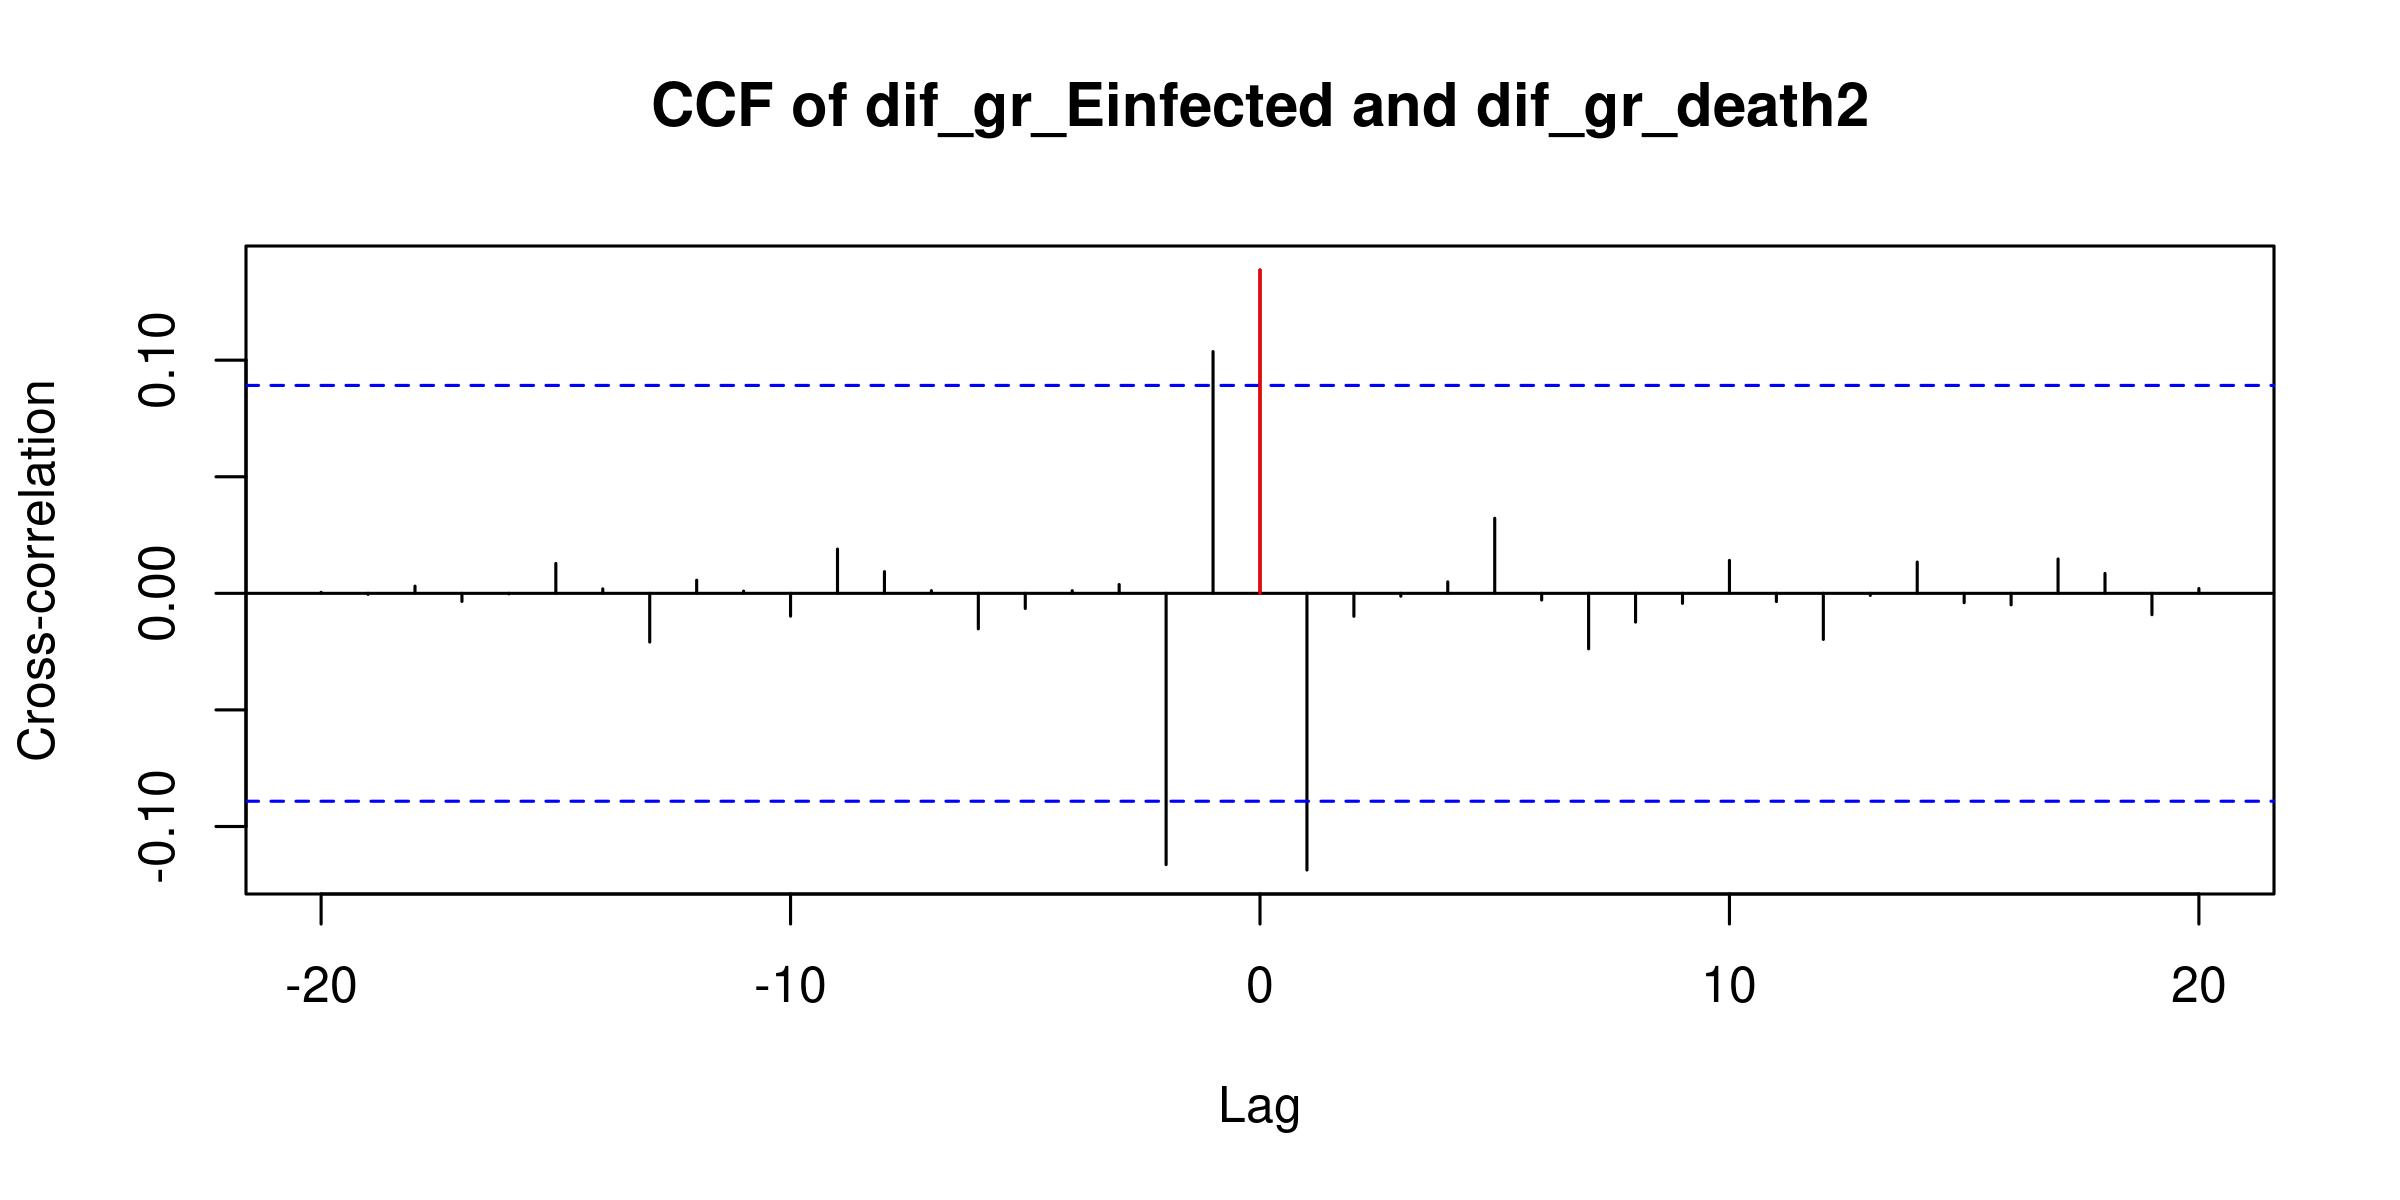 CCF of dif_gr_Einfected and dif_gr_death2
Cross-correlation
0.10
0.00
-0.10
-20 -10 0 10 20
Lag